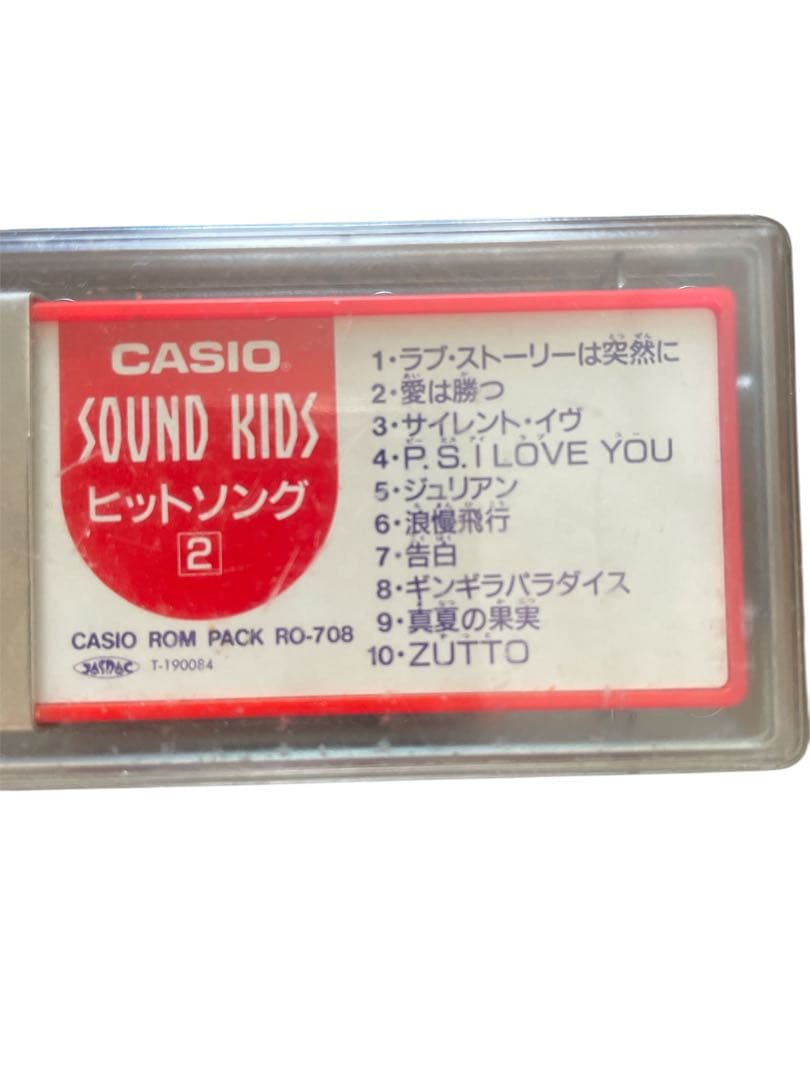 CASIO®
SOUND KIDS
ヒットソング
2
CASIO ROM PACK RO-708
JASRAC T-190084
1・ラブ・ストーリーは突然に
2・愛は勝つ
3・サイレント・イヴ
4・P.S.I LOVE YOU
5・ジュリアン
6・浪漫飛行
7・告白
8・ギンギラパラダイス
9・真夏の果実
10・ZUTTO